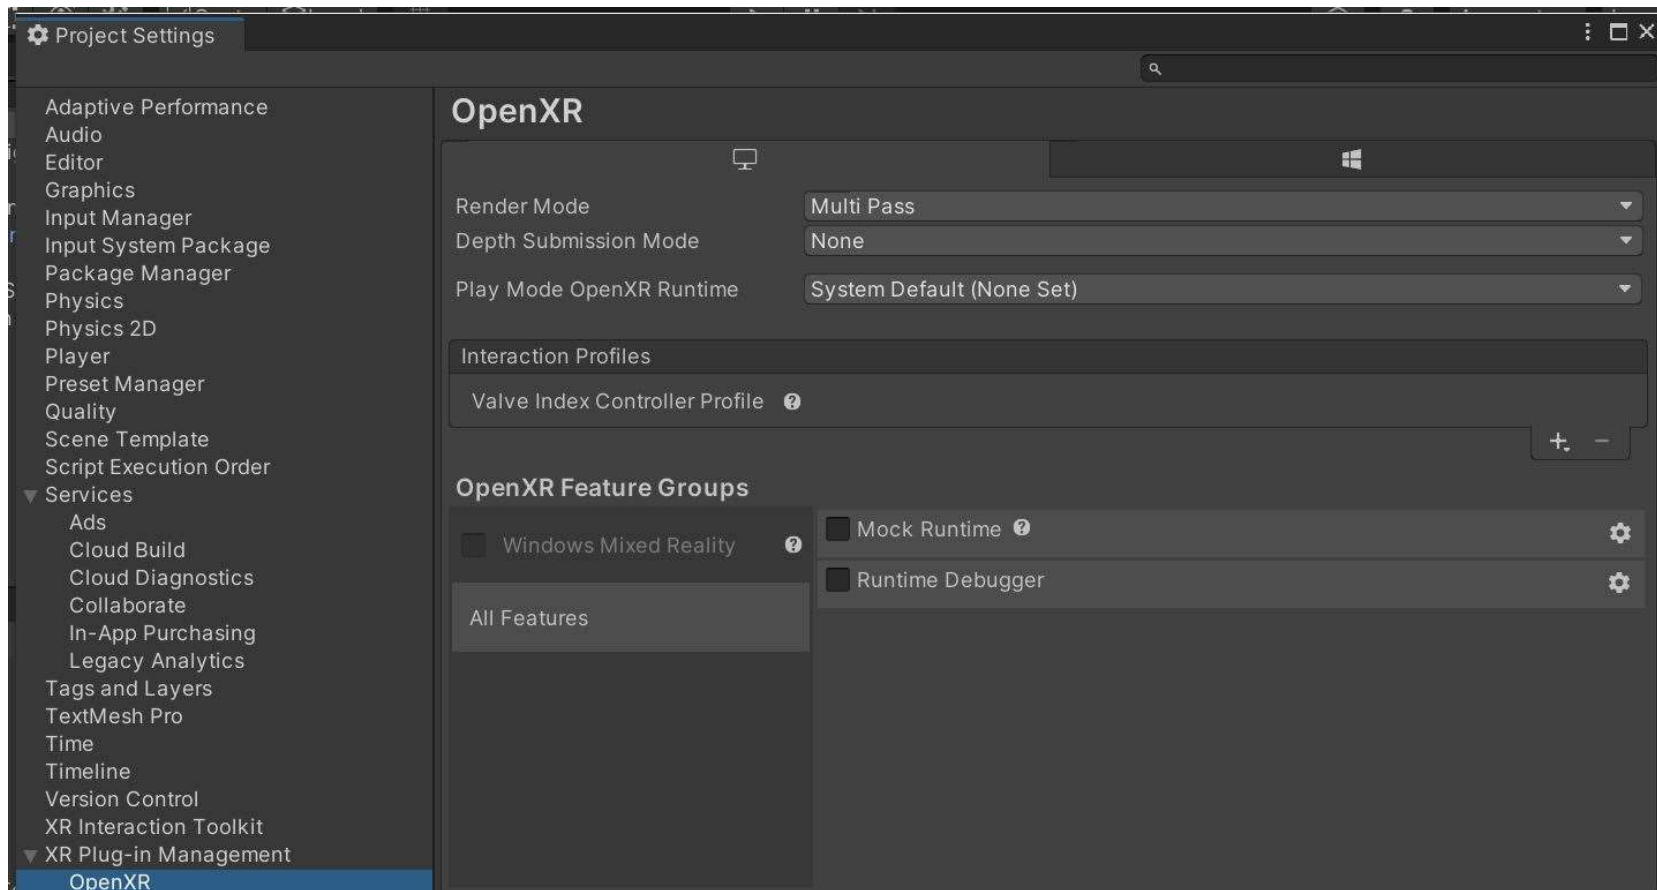 Project Settings
Adaptive Performance
Audio
Editor
Graphics
Input Manager
Input System Package
Package Manager
Physics
Physics 2D
Player
Preset Manager
Quality
Scene Template
Script Execution Order
Services
Ads
Cloud Build
Cloud Diagnostics
Collaborate
In-App Purchasing
Legacy Analytics
Tags and Layers
TextMesh Pro
Time
Timeline
Version Control
XR Interaction Toolkit
XR Plug-in Management
OpenXR
OpenXR
Render Mode Multi Pass
Depth Submission Mode None
Play Mode OpenXR Runtime System Default (None Set)
Interaction Profiles
Valve Index Controller Profile
OpenXR Feature Groups
Windows Mixed Reality
All Features
Mock Runtime
Runtime Debugger